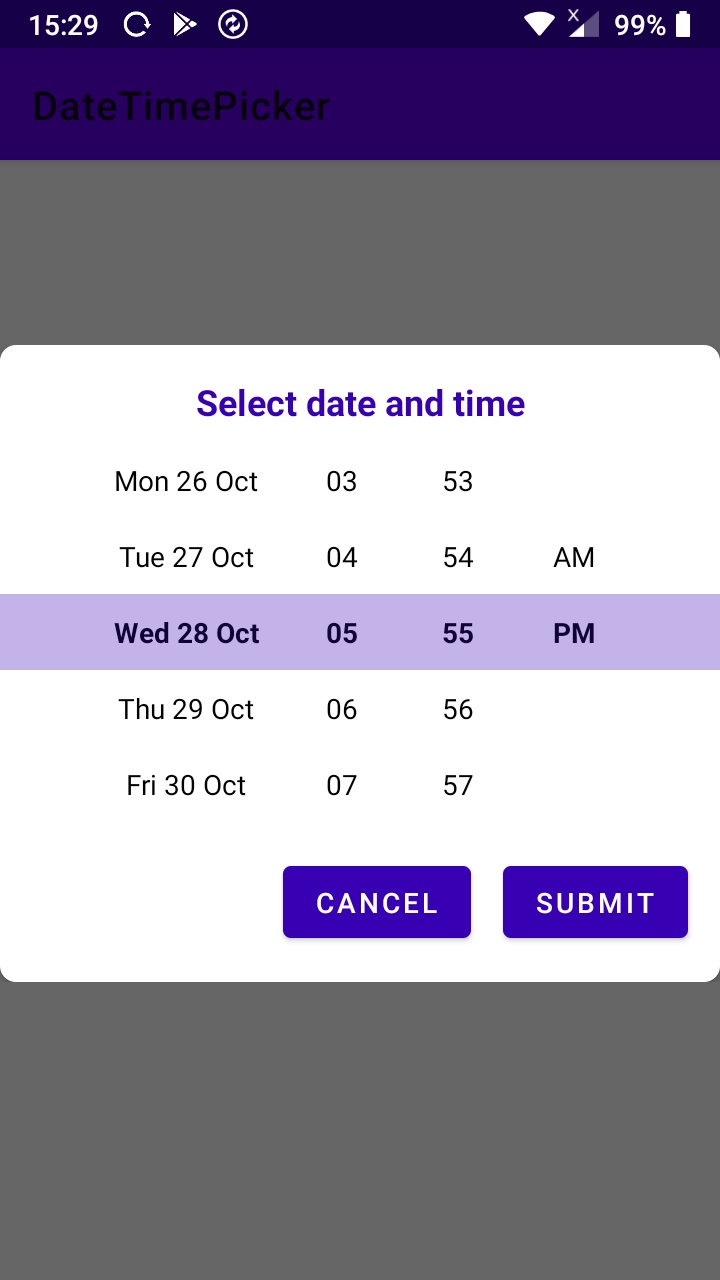 15:29 99%
DateTimePicker
Select date and time
Mon 26 Oct 03 53
Tue 27 Oct 04 54 AM
Wed 28 Oct 05 55 PM
Thu 29 Oct 06 56
Fri 30 Oct 07 57
CANCEL SUBMIT